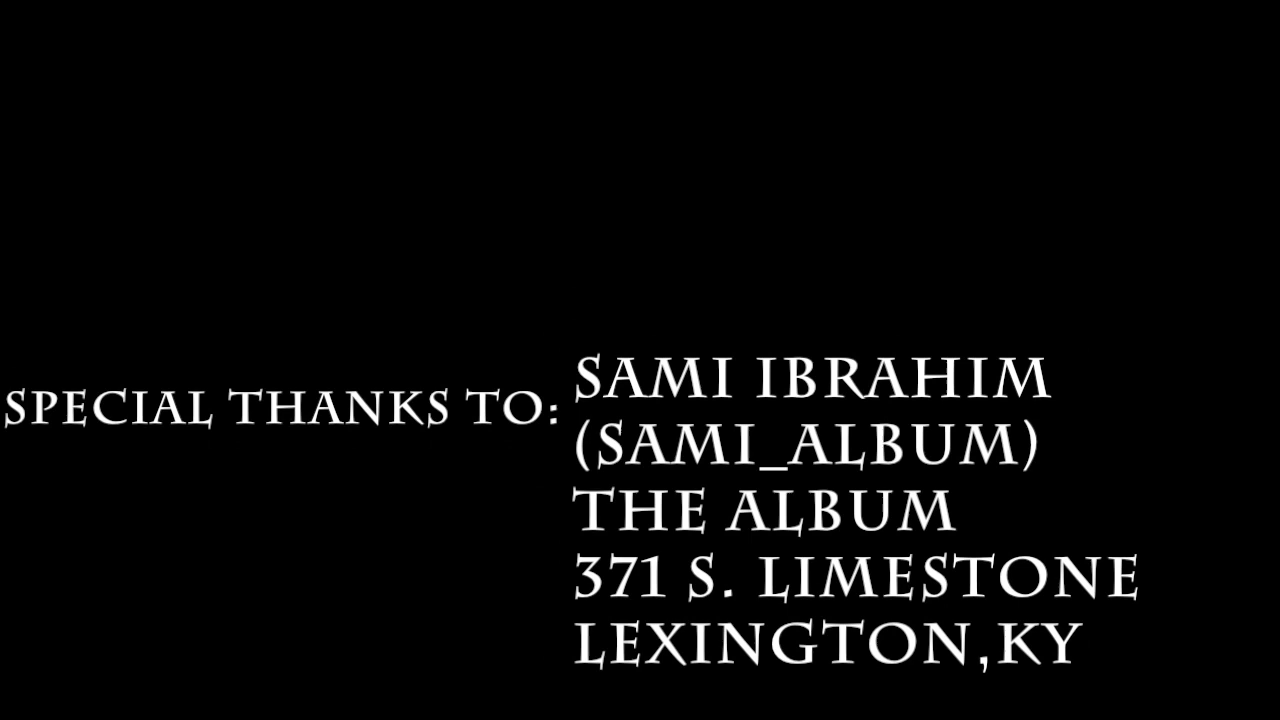 SPECIAL THANKS TO:
SAMI IBRAHIM
(SAMI_ALBUM)
THE ALBUM
371 S. LIMESTONE
LEXINGTON,KY